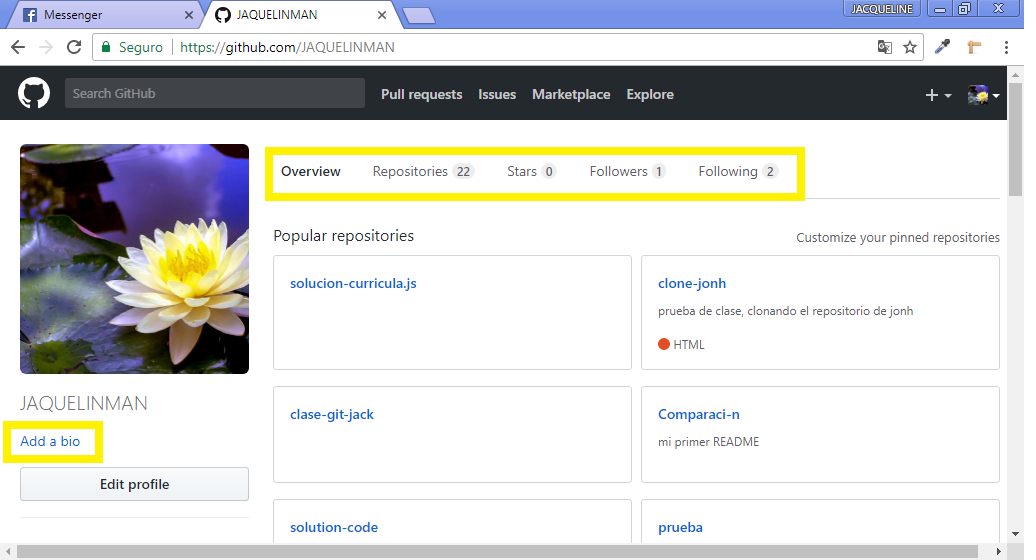 Messenger
JAQUELINMAN
JACQUELINE
Seguro
https://github.com/JAQUELINMAN
Search GitHub
Pull requests Issues Marketplace Explore
Overview Repositories 22 Stars 0 Followers 1 Following 2
Popular repositories
Customize your pinned repositories
solucion-curricula.js
clone-jonh
prueba de clase, clonando el repositorio de jonh
HTML
JAQUELINMAN
Add a bio
Edit profile
clase-git-jack
Comparaci-n
mi primer README
solution-code
prueba